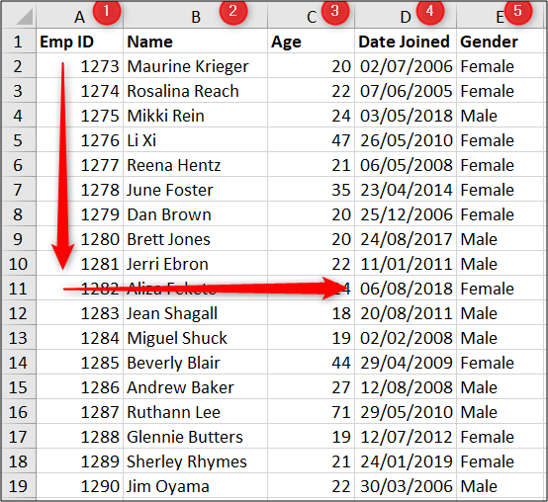 A 1 B 2 C 3 D 4 E 5
1 Emp ID Name Age Date Joined Gender
2 1273 Maurine Krieger 20 02/07/2006 Female
3 1274 Rosalina Reach 22 07/06/2005 Female
4 1275 Mikki Rein 24 03/05/2018 Male
5 1276 Li Xi 47 26/05/2010 Female
6 1277 Reena Hentz 21 06/05/2008 Female
7 1278 June Foster 35 23/04/2014 Female
8 1279 Dan Brown 20 25/12/2006 Female
9 1280 Brett Jones 20 24/08/2017 Male
10 1281 Jerri Ebron 22 11/01/2011 Male
11 1282 Aliza 06/08/2018 Female
12 1283 Jean Shagall 18 20/08/2011 Male
13 1284 Miguel Shuck 19 02/02/2008 Male
14 1285 Beverly Blair 44 29/04/2009 Female
15 1286 Andrew Baker 27 12/08/2008 Male
16 1287 Ruthann Lee 71 29/05/2010 Male
17 1288 Glennie Butters 19 12/07/2012 Female
18 1289 Sherley Rhymes 21 24/01/2019 Female
19 1290 Jim Oyama 22 30/03/2006 Male